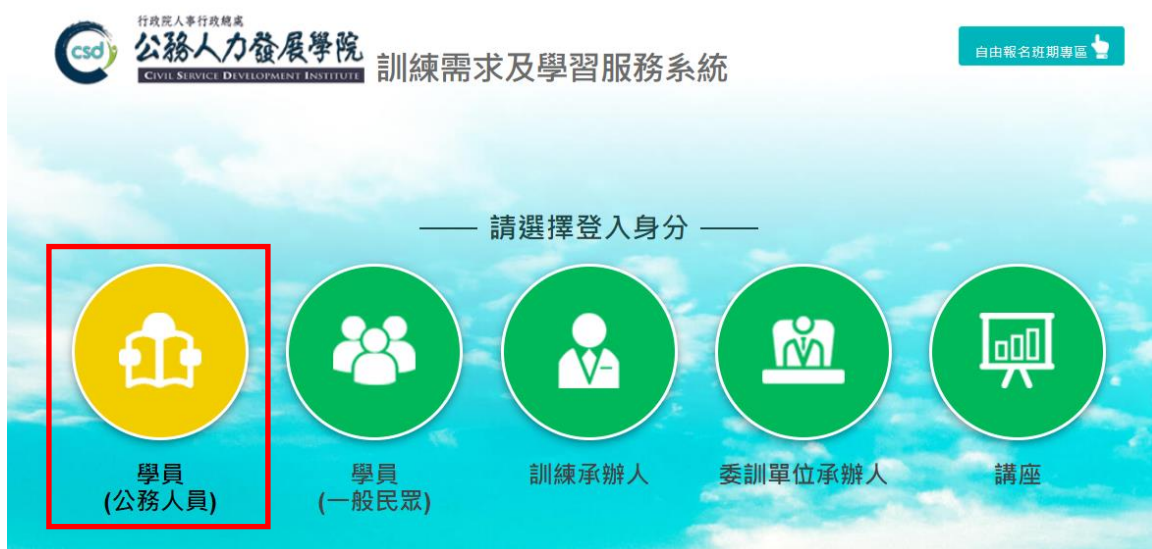 行政院人事行政總處
csd
公務人力發展學院
CIVIL SERVICE DEVELOPMENT INSTITUTE
訓練需求及學習服務系統
自由報名班期專區
請選擇登入身分
學員
(公務人員)
學員
(一般民眾)
訓練承辦人
委訓單位承辦人
講座